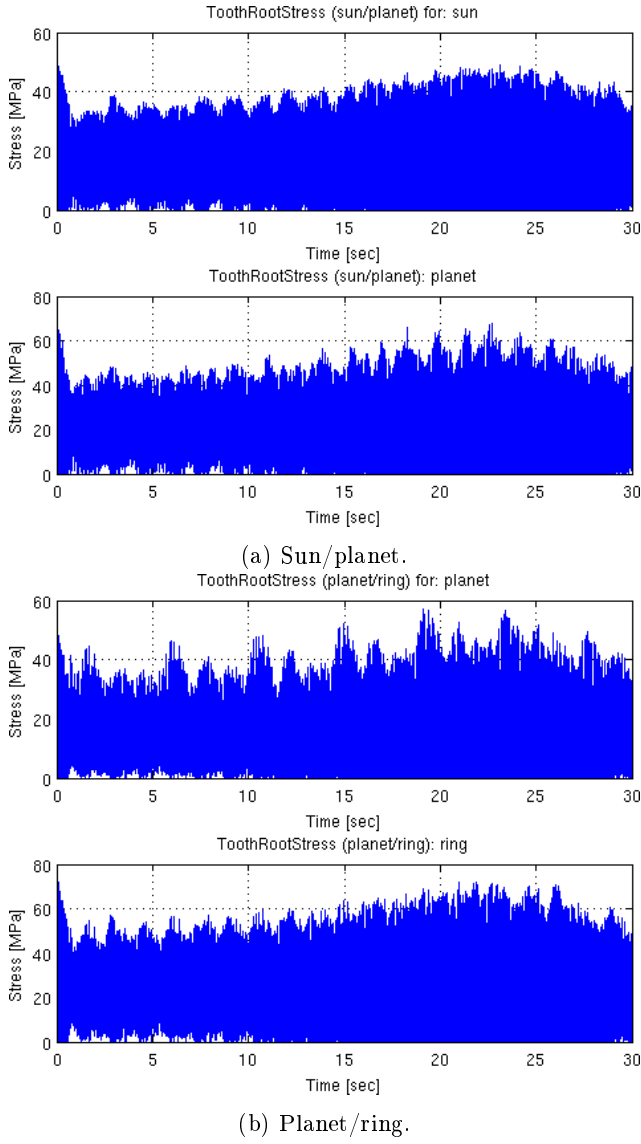 ToothRootStress (sun/planet) for: sun
60
40
20
0
Stress [MPa]
0 5 10 15 20 25 30
Time [sec]
ToothRootStress (sun/planet): planet
80
60
40
20
0
Stress [MPa]
0 5 10 15 20 25 30
Time [sec]
(a) Sun/planet.
ToothRootStress (planet/ring) for: planet
60
40
20
0
Stress [MPa]
0 5 10 15 20 25 30
Time [sec]
ToothRootStress (planet/ring): ring
80
60
40
20
0
Stress [MPa]
0 5 10 15 20 25 30
Time [sec]
(b) Planet/ring.